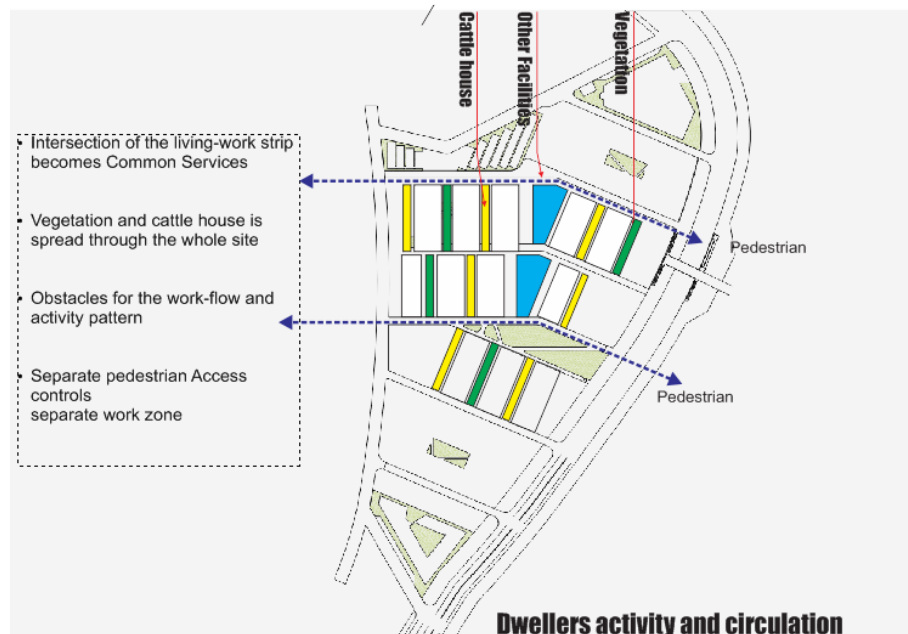 Cattle house
Other Facilities
Vegetation
• Intersection of the living-work strip
becomes Common Services
• Vegetation and cattle house is
spread through the whole site
• Obstacles for the work-flow and
activity pattern
• Separate pedestrian Access
controls
separate work zone
Pedestrian
Pedestrian
Dwellers activity and circulation